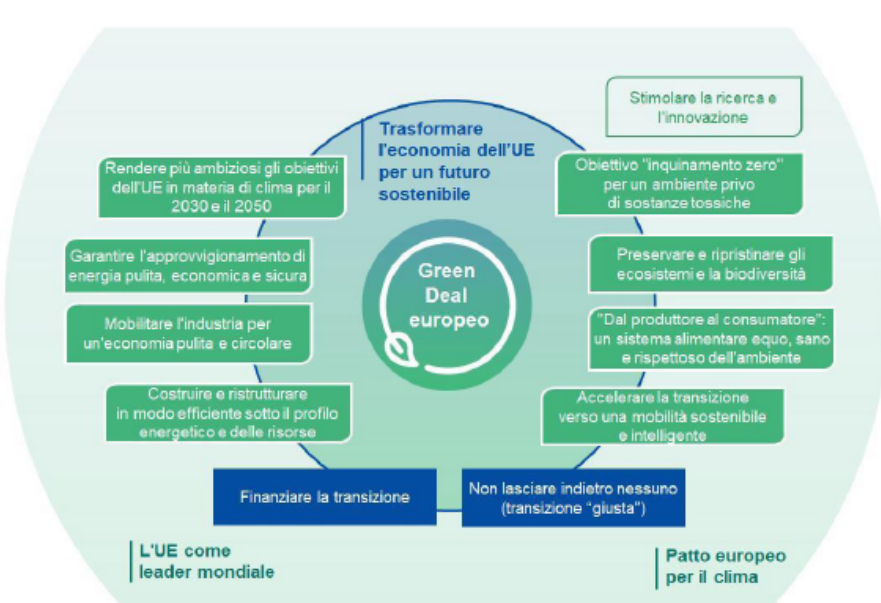 Stimolare la ricerca e
l'innovazione
Trasformare
l'economia dell'UE
per un futuro
sostenibile
Rendere più ambiziosi gli obiettivi
dell'UE in materia di clima per il
2030 e il 2050
Obiettivo "inquinamento zero"
per un ambiente privo
di sostanze tossiche
Garantire l'approvvigionamento di
energia pulita, economica e sicura
Preservare e ripristinare gli
ecosistemi e la biodiversità
Green
Deal
europeo
Mobilitare l'industria per
un'economia pulita e circolare
"Dal produttore al consumatore":
un sistema alimentare equo, sano
e rispettoso dell'ambiente
Costruire e ristrutturare
in modo efficiente sotto il profilo
energetico e delle risorse
Accelerare la transizione
verso una mobilità sostenibile
e intelligente
Finanziare la transizione
Non lasciare indietro nessuno
(transizione "giusta")
L'UE come
leader mondiale
Patto europeo
per il clima